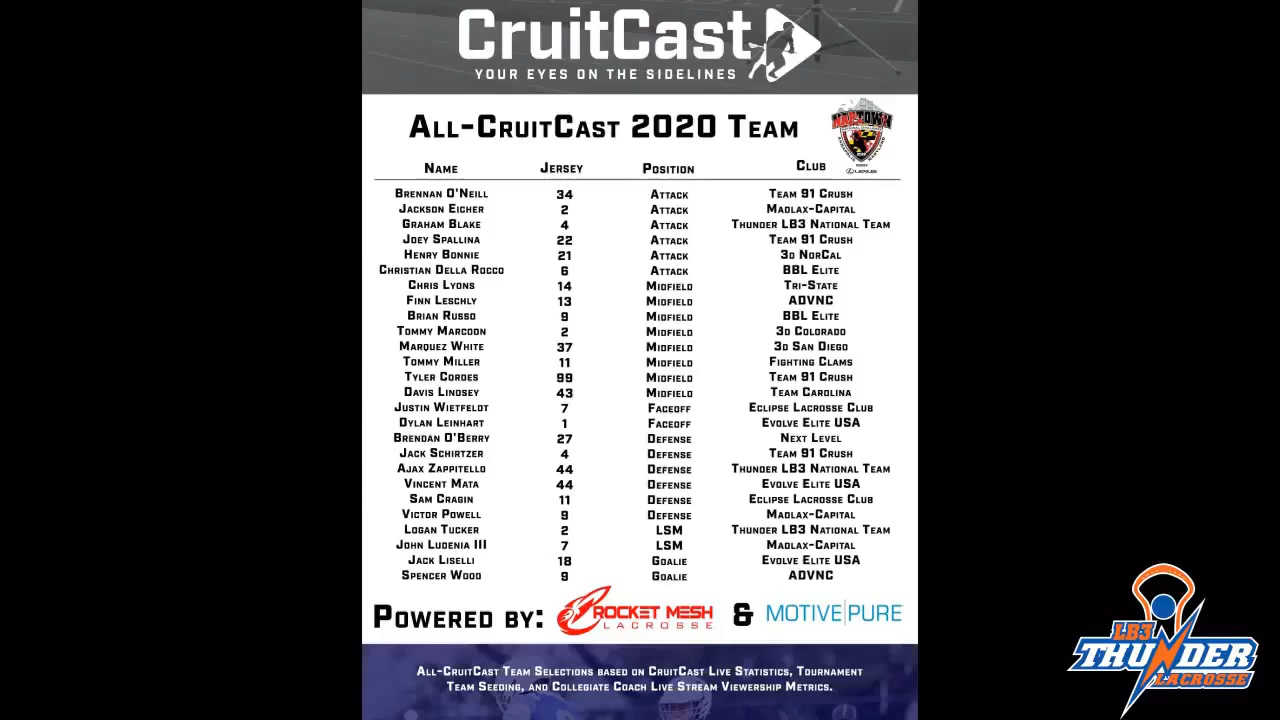 CruitCast
YOUR EYES ON THE SIDELINES
All-CruitCast 2020 Team
Name Jersey Position Club
Brennan O'Neill 34 Attack Team 91 Crush
Jackson Eicher 2 Attack Madlax-Capital
Graham Blake 4 Attack Thunder LB3 National Team
Joey Spallina 22 Attack Team 91 Crush
Henry Bonnie 21 Attack 3d NorCal
Christian Della Rocco 6 Attack BBL Elite
Chris Lyons 14 Midfield Tri-State
Finn Leschly 13 Midfield ADVNC
Brian Russo 9 Midfield BBL Elite
Tommy Marcoon 2 Midfield 3d Colorado
Marquez White 37 Midfield 3d San Diego
Tommy Miller 11 Midfield Fighting Clams
Tyler Cordes 99 Midfield Team 91 Crush
Davis Lindsey 43 Midfield Team Carolina
Justin Wietfeldt 7 Faceoff Eclipse Lacrosse Club
Dylan Leinhart 1 Faceoff Evolve Elite USA
Brendan O'Berry 27 Defense Next Level
Jack Schirtzer 4 Defense Team 91 Crush
Ajax Zappitello 44 Defense Thunder LB3 National Team
Vincent Mata 44 Defense Evolve Elite USA
Sam Cragin 11 Defense Eclipse Lacrosse Club
Victor Powell 9 Defense Madlax-Capital
Logan Tucker 2 LSM Thunder LB3 National Team
John Ludenia III 7 LSM Madlax-Capital
Jack Liselli 18 Goalie Evolve Elite USA
Spencer Wood 9 Goalie ADVNC
Powered by: ROCKET MESH LACROSSE & MOTIVE|PURE
All-CruitCast Team Selections based on CruitCast Live Statistics, Tournament
Team Seeding, and Collegiate Coach Live Stream Viewership Metrics.
NAPTOWN
LEXUS
LB3
THUNDER
LACROSSE